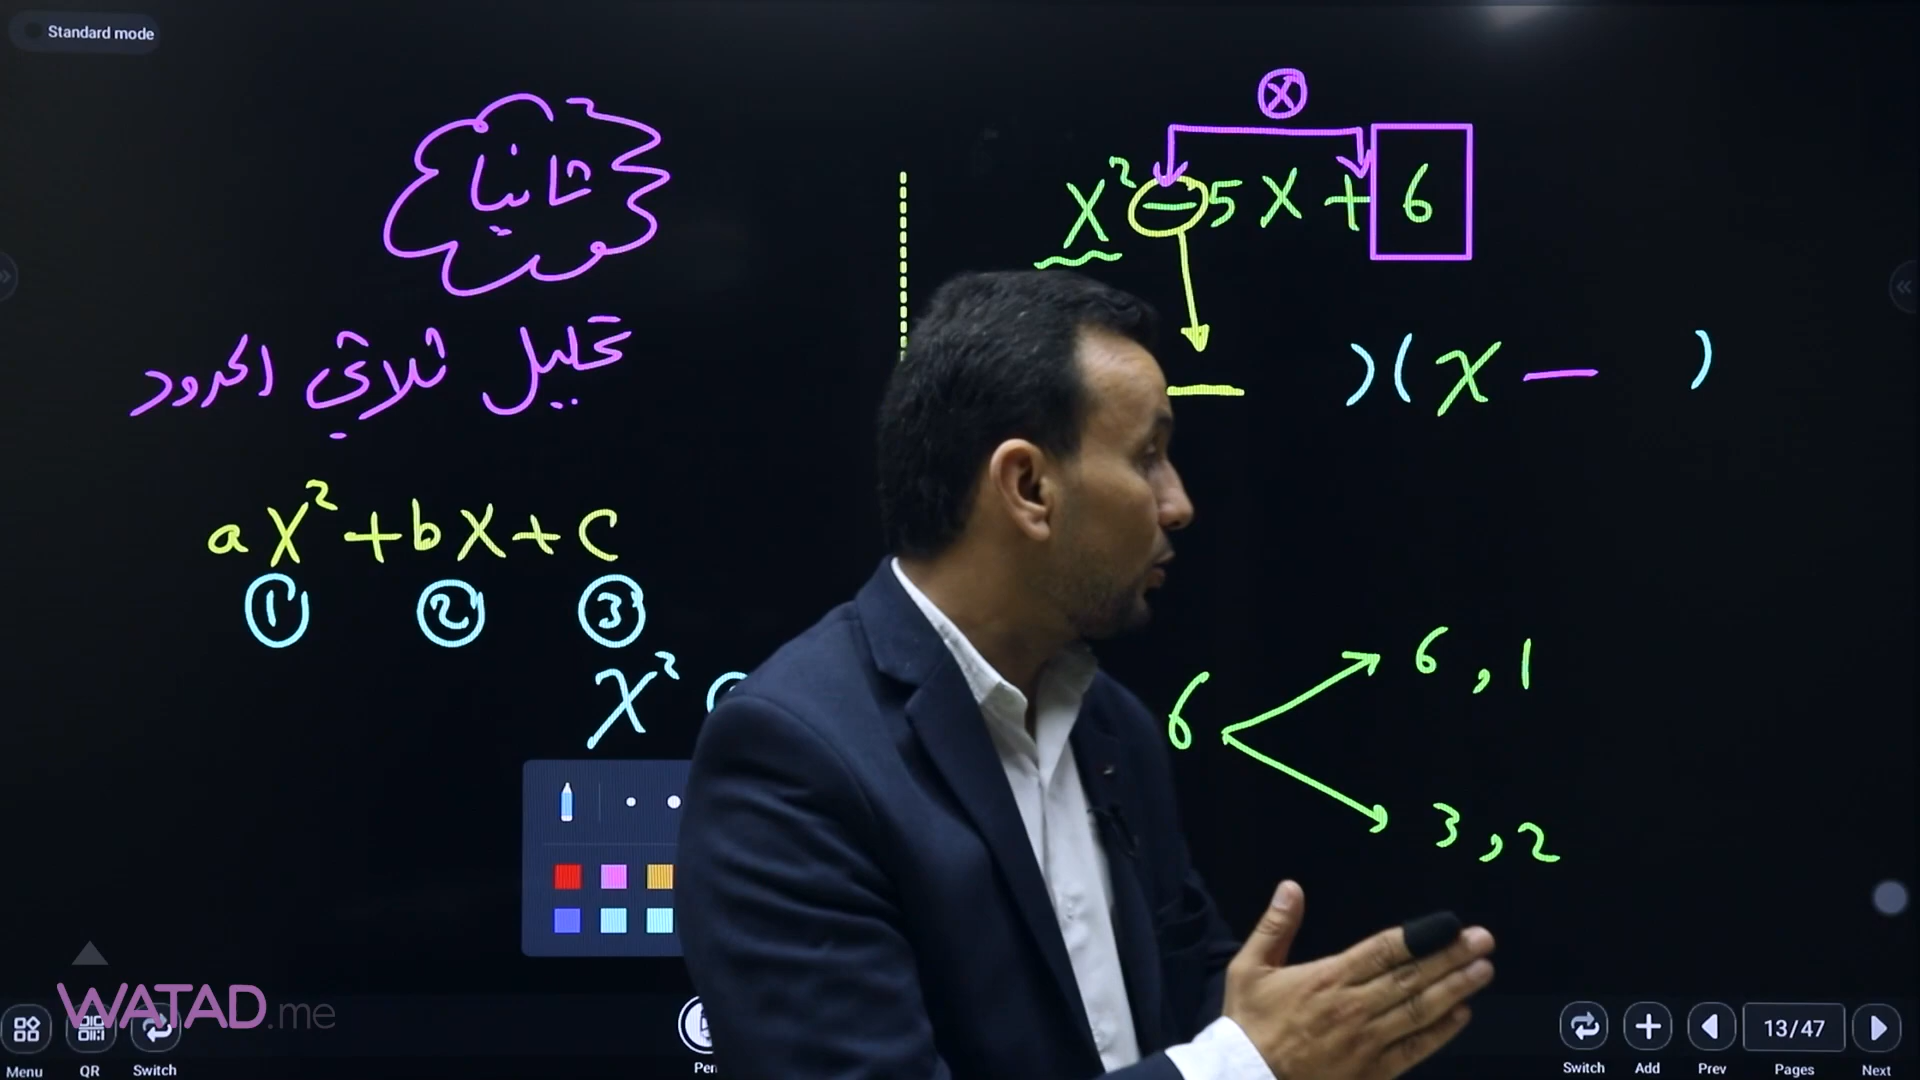 Standard mode
ثانيا
تحليل ثلاثي الحدود
aX² + bX + c
① ② ③
X²
ⓧ
X² - 5X + 6
- )(X - )
6
6 , 1
3 , 2
WATAD.me
Menu QR Switch
Pen
Switch Add Prev 13/47 Pages Next